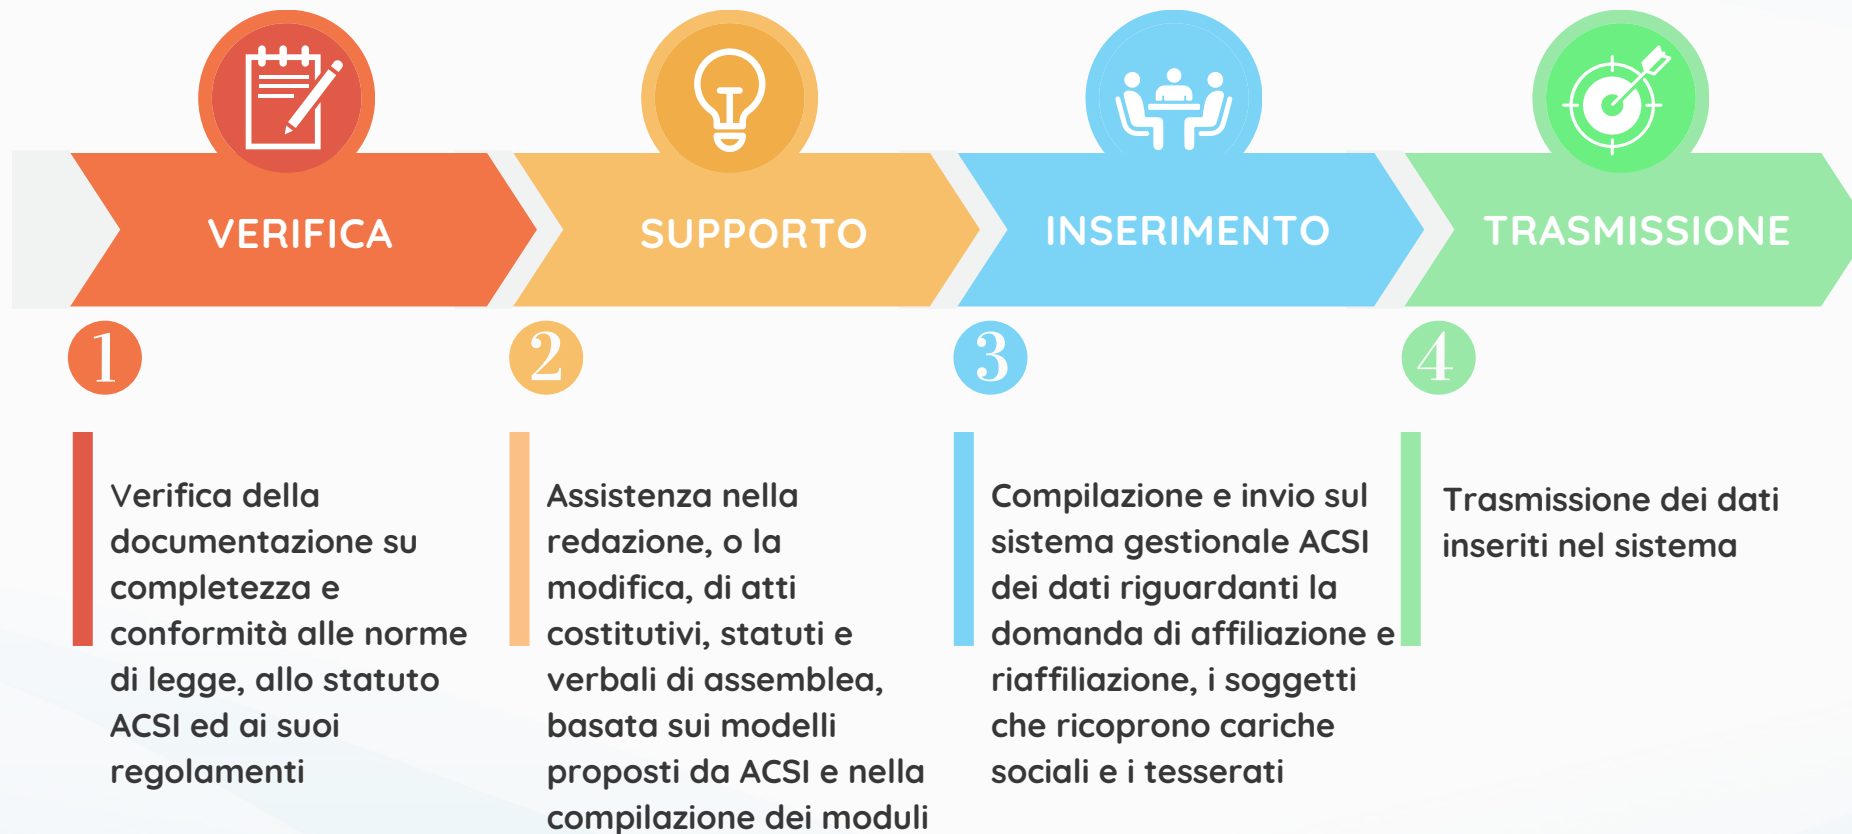 VERIFICA
SUPPORTO
INSERIMENTO
TRASMISSIONE
1
2
3
4
Verifica della
documentazione su
completezza e
conformità alle norme
di legge, allo statuto
ACSI ed ai suoi
regolamenti
Assistenza nella
redazione, o la
modifica, di atti
costitutivi, statuti e
verbali di assemblea,
basata sui modelli
proposti da ACSI e nella
compilazione dei moduli
Compilazione e invio sul
sistema gestionale ACSI
dei dati riguardanti la
domanda di affiliazione e
riaffiliazione, i soggetti
che ricoprono cariche
sociali e i tesserati
Trasmissione dei dati
inseriti nel sistema